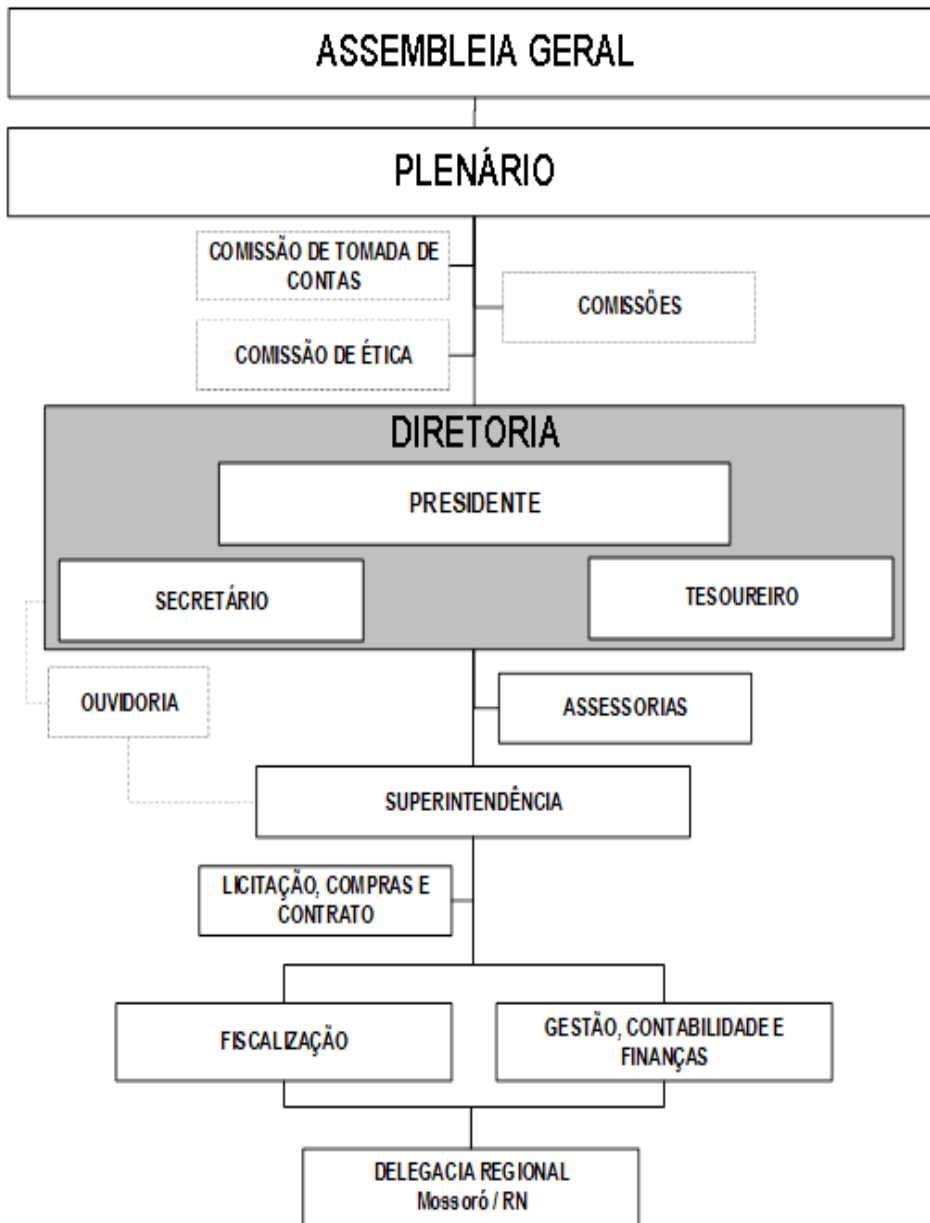 ASSEMBLEIA GERAL
PLENÁRIO
COMISSÃO DE TOMADA DE
CONTAS
COMISSÕES
COMISSÃO DE ÉTICA
DIRETORIA
PRESIDENTE
SECRETÁRIO
TESOUREIRO
OUVIDORIA
ASSESSORIAS
SUPERINTENDÊNCIA
LICITAÇÃO, COMPRAS E
CONTRATO
FISCALIZAÇÃO
GESTÃO, CONTABILIDADE E
FINANÇAS
DELEGACIA REGIONAL
Mossoró / RN